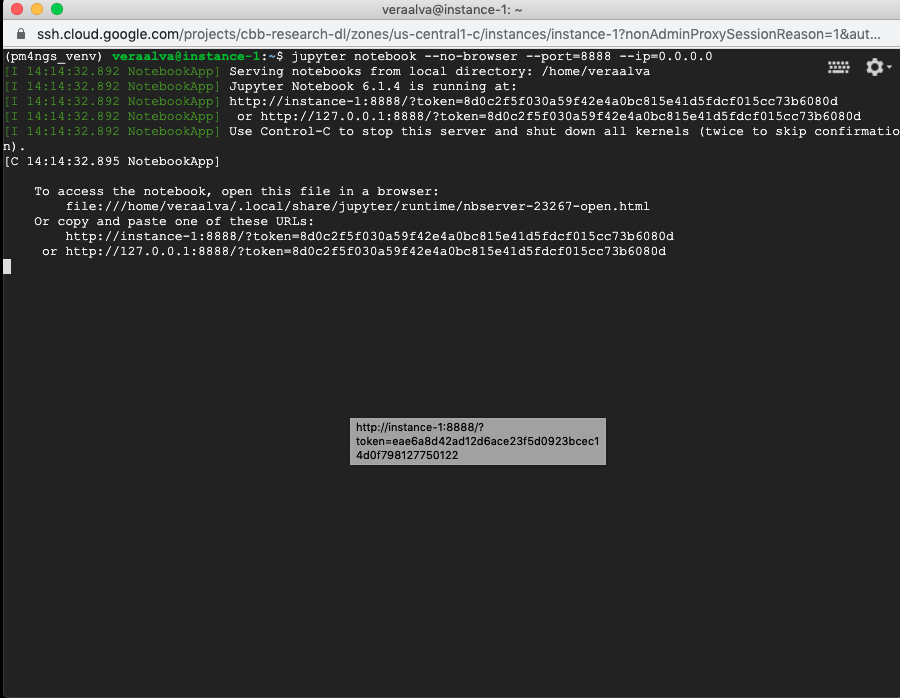 veraalva@instance-1: ~
ssh.cloud.google.com/projects/cbb-research-dl/zones/us-central1-c/instances/instance-1?nonAdminProxySessionReason=1&aut...
(pm4ngs_venv) veraalva@instance-1:~$ jupyter notebook --no-browser --port=8888 --ip=0.0.0.0
[I 14:14:32.892 NotebookApp] Serving notebooks from local directory: /home/veraalva
[I 14:14:32.892 NotebookApp] Jupyter Notebook 6.1.4 is running at:
[I 14:14:32.892 NotebookApp] http://instance-1:8888/?token=8d0c2f5f030a59f42e4a0bc815e41d5fdcf015cc73b6080d
[I 14:14:32.892 NotebookApp]  or http://127.0.0.1:8888/?token=8d0c2f5f030a59f42e4a0bc815e41d5fdcf015cc73b6080d
[I 14:14:32.892 NotebookApp] Use Control-C to stop this server and shut down all kernels (twice to skip confirmatio
n).
[C 14:14:32.895 NotebookApp]
To access the notebook, open this file in a browser:
file:///home/veraalva/.local/share/jupyter/runtime/nbserver-23267-open.html
Or copy and paste one of these URLs:
http://instance-1:8888/?token=8d0c2f5f030a59f42e4a0bc815e41d5fdcf015cc73b6080d
or http://127.0.0.1:8888/?token=8d0c2f5f030a59f42e4a0bc815e41d5fdcf015cc73b6080d
http://instance-1:8888/?
token=eae6a8d42ad12d6ace23f5d0923bcec1
4d0f798127750122